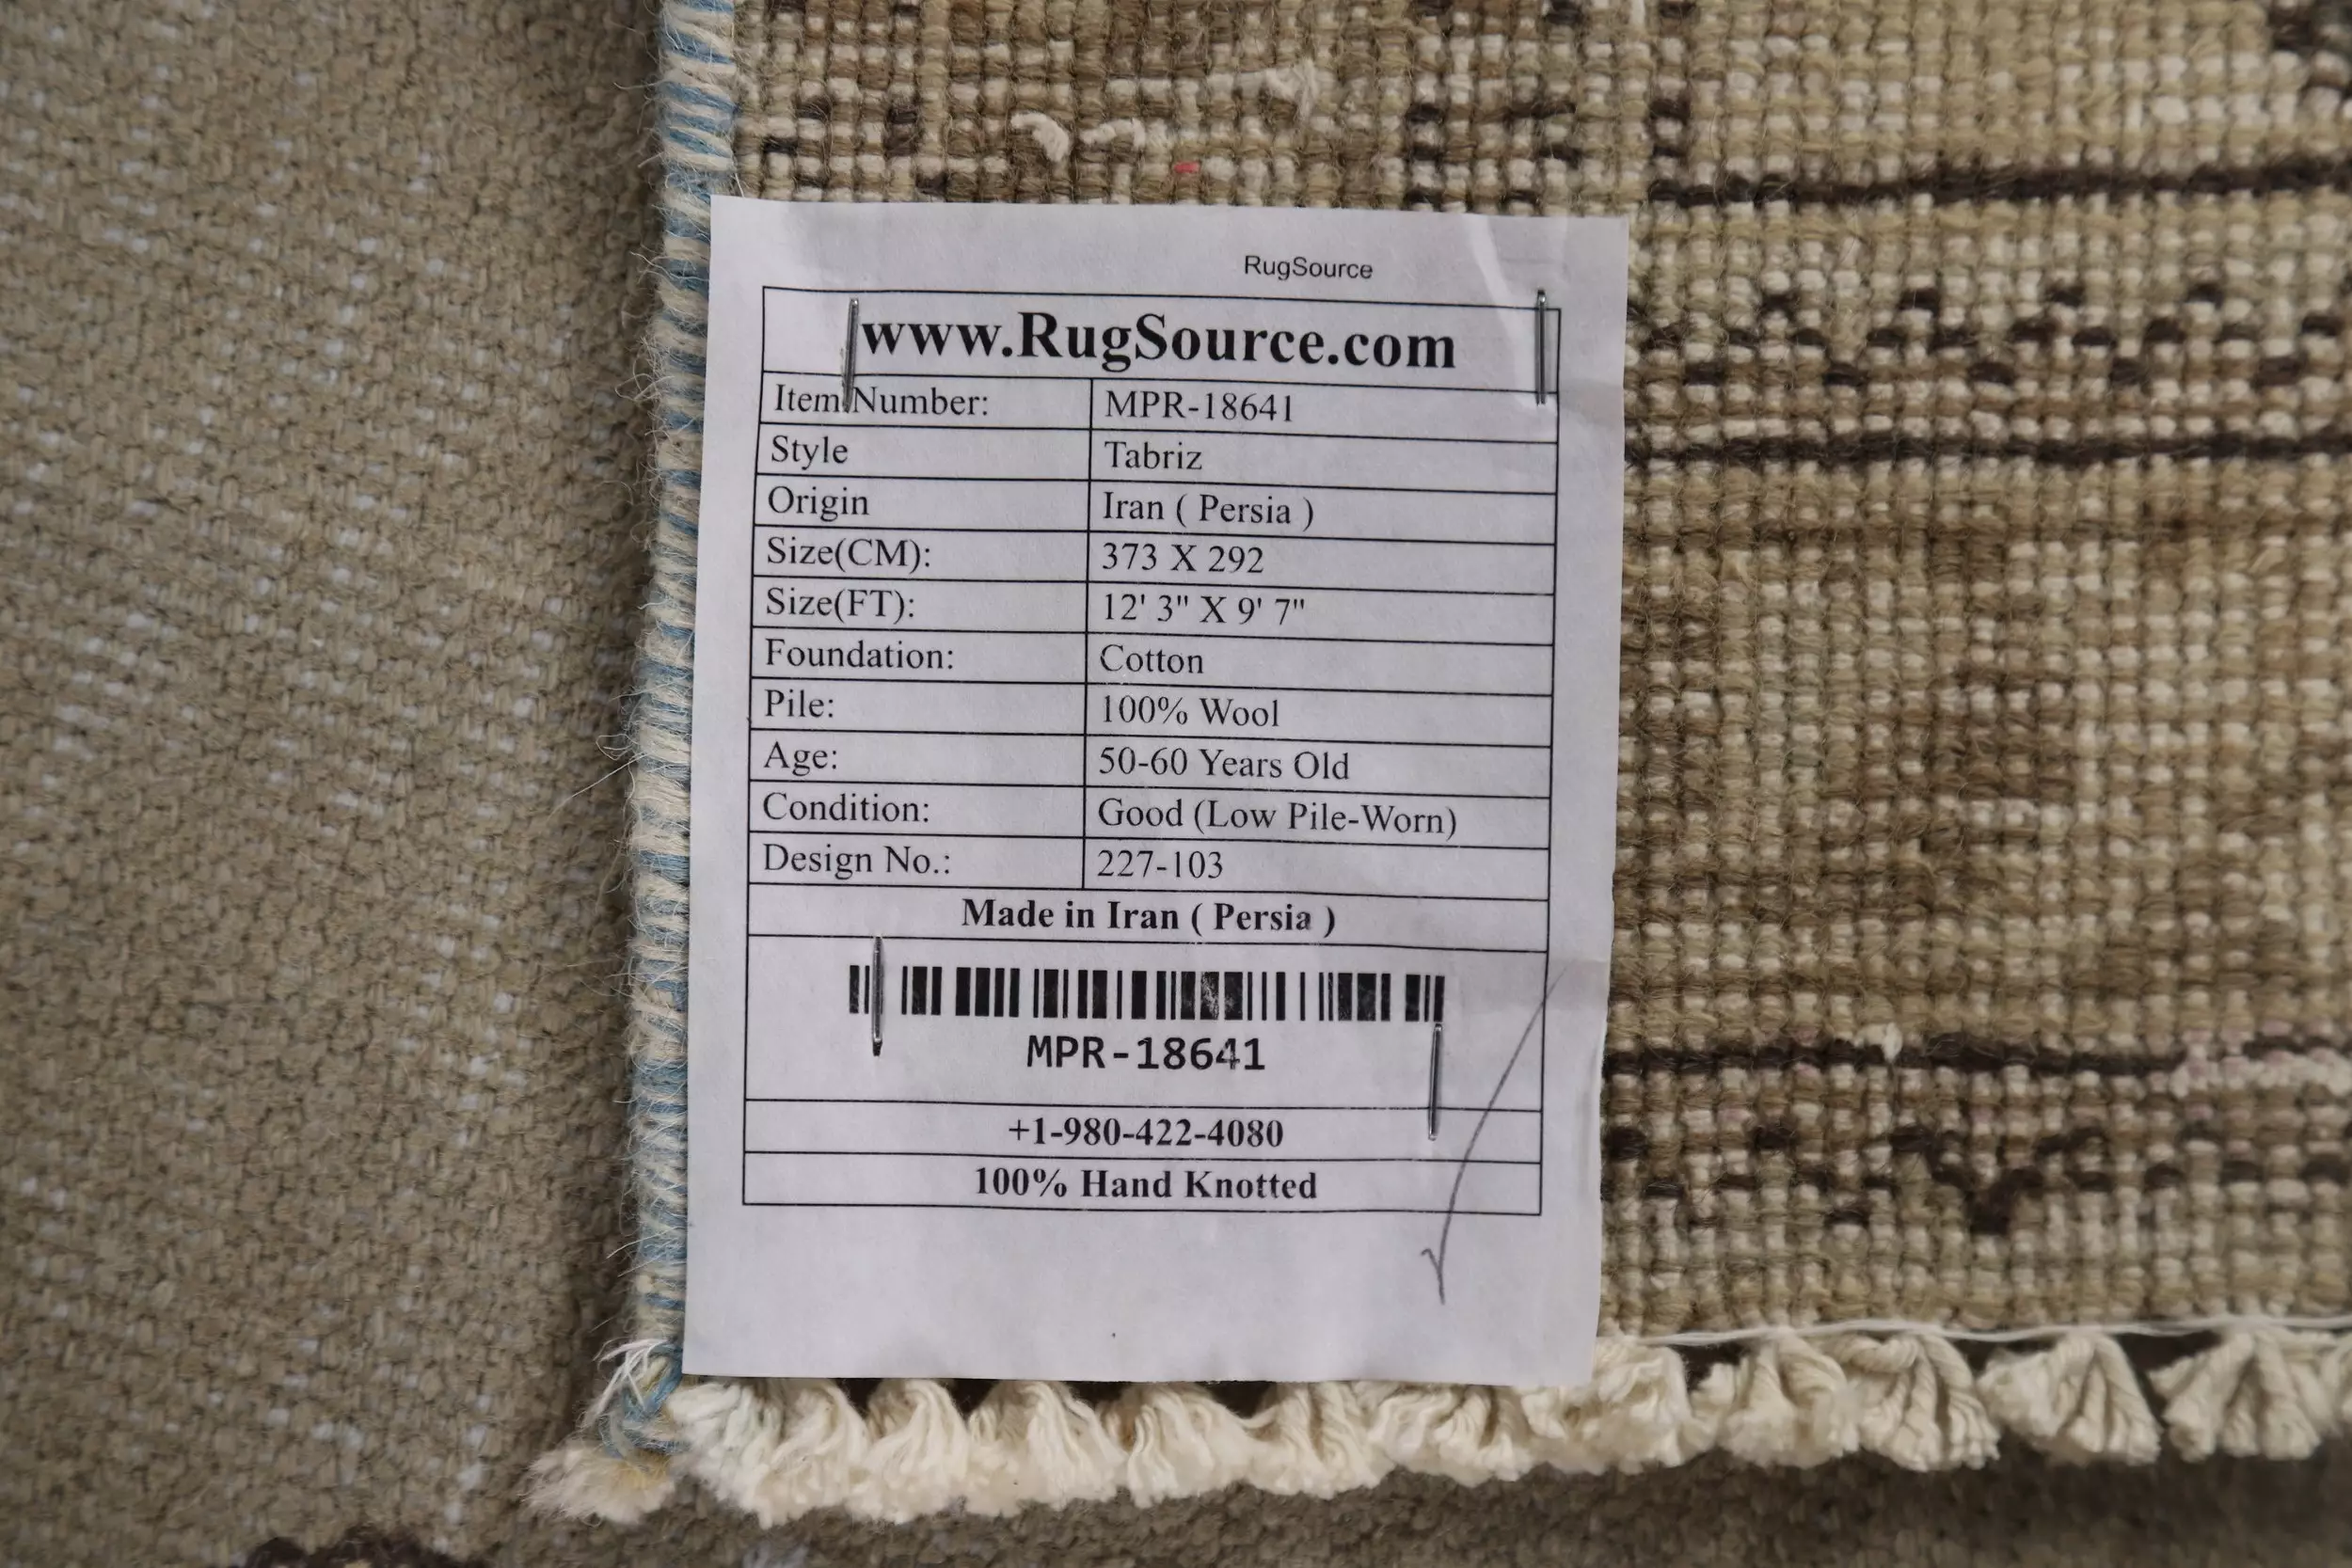 RugSource
www.RugSource.com
Item Number: MPR-18641
Style Tabriz
Origin Iran ( Persia )
Size(CM): 373 X 292
Size(FT): 12' 3" X 9' 7"
Foundation: Cotton
Pile: 100% Wool
Age: 50-60 Years Old
Condition: Good (Low Pile-Worn)
Design No.: 227-103
Made in Iran ( Persia )
MPR-18641
+1-980-422-4080
100% Hand Knotted